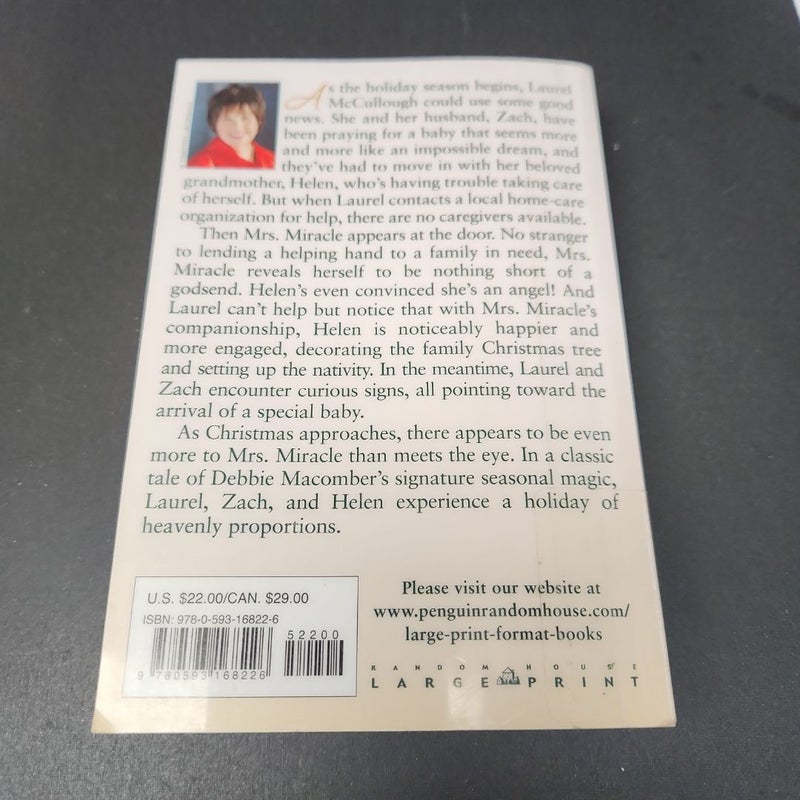 As the holiday season begins, Laurel
McCullough could use some good
news. She and her husband, Zach, have
been praying for a baby that seems more
and more like an impossible dream, and
they've had to move in with her beloved
grandmother, Helen, who's having trouble taking care
of herself. But when Laurel contacts a local home-care
organization for help, there are no caregivers available.
Then Mrs. Miracle appears at the door. No stranger
to lending a helping hand to a family in need, Mrs.
Miracle reveals herself to be nothing short of a
godsend. Helen's even convinced she's an angel! And
Laurel can't help but notice that with Mrs. Miracle's
companionship, Helen is noticeably happier and
more engaged, decorating the family Christmas tree
and setting up the nativity. In the meantime, Laurel and
Zach encounter curious signs, all pointing toward the
arrival of a special baby.
As Christmas approaches, there appears to be even
more to Mrs. Miracle than meets the eye. In a classic
tale of Debbie Macomber's signature seasonal magic,
Laurel, Zach, and Helen experience a holiday of
heavenly proportions.
U.S. $22.00/CAN. $29.00
ISBN: 978-0-593-16822-6
52200
9 780593 168226
Please visit our website at
www.penguinrandomhouse.com/
large-print-format-books
RANDOM HOUSE
LARGE PRINT